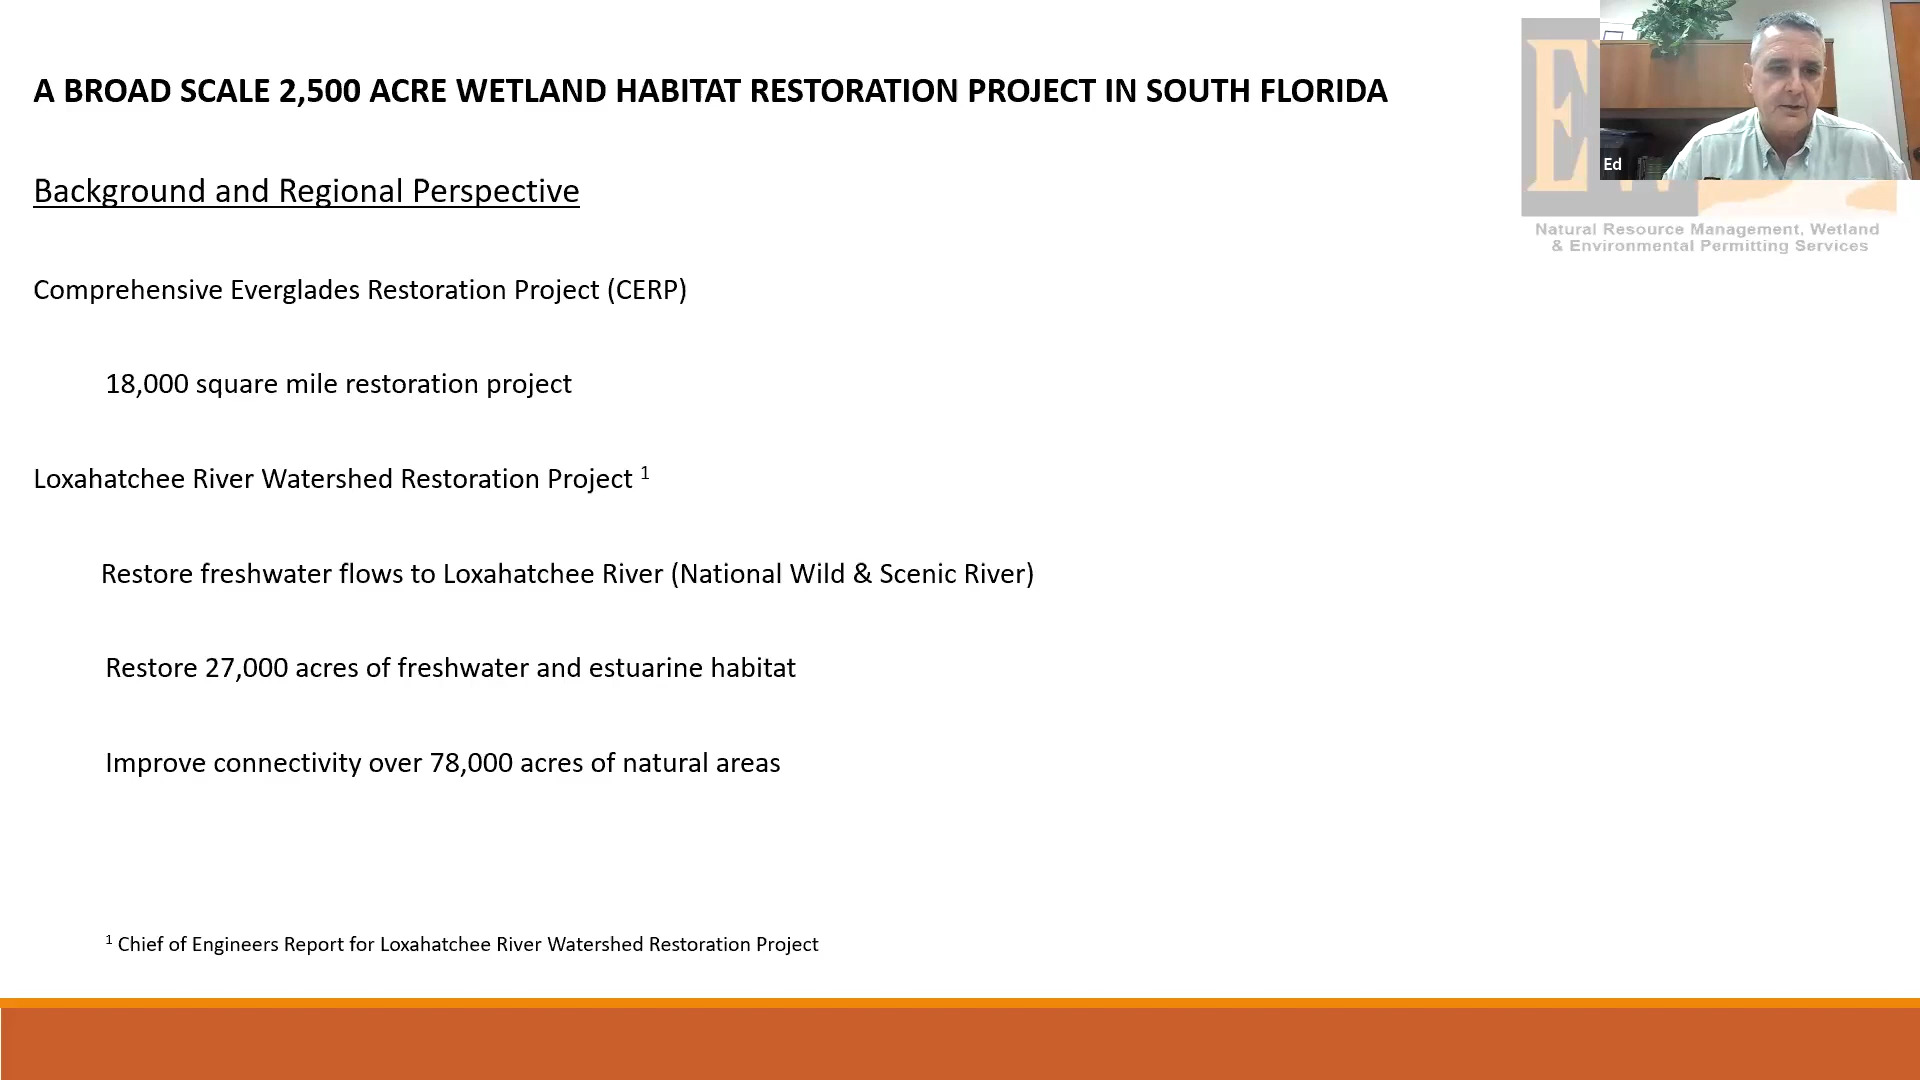 A BROAD SCALE 2,500 ACRE WETLAND HABITAT RESTORATION PROJECT IN SOUTH FLORIDA
Ed
Natural Resource Management, Wetland
& Environmental Permitting Services
Background and Regional Perspective
Comprehensive Everglades Restoration Project (CERP)
18,000 square mile restoration project
Loxahatchee River Watershed Restoration Project ¹
Restore freshwater flows to Loxahatchee River (National Wild & Scenic River)
Restore 27,000 acres of freshwater and estuarine habitat
Improve connectivity over 78,000 acres of natural areas
¹ Chief of Engineers Report for Loxahatchee River Watershed Restoration Project